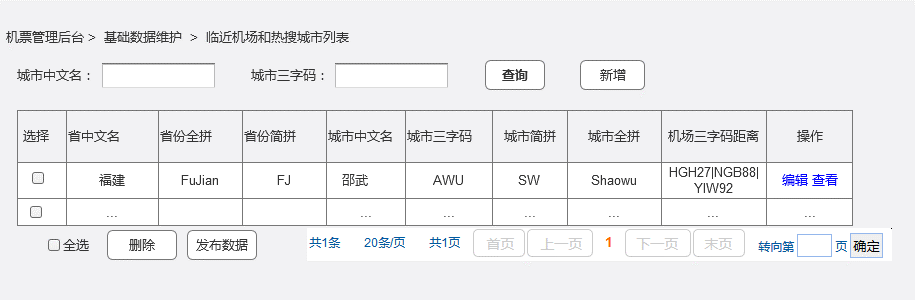 机票管理后台 > 基础数据维护 > 临近机场和热搜城市列表
城市中文名： 城市三字码： 查询 新增
选择 省中文名 省份全拼 省份简拼 城市中文名 城市三字码 城市简拼 城市全拼 机场三字码距离 操作
福建 FuJian FJ 邵武 AWU SW Shaowu HGH27|NGB88| 编辑 查看
YIW92
... ... ... ... ... ... ...
全选 删除 发布数据 共1条 20条/页 共1页 首页 上一页 1 下一页 末页 转向第 页 确定